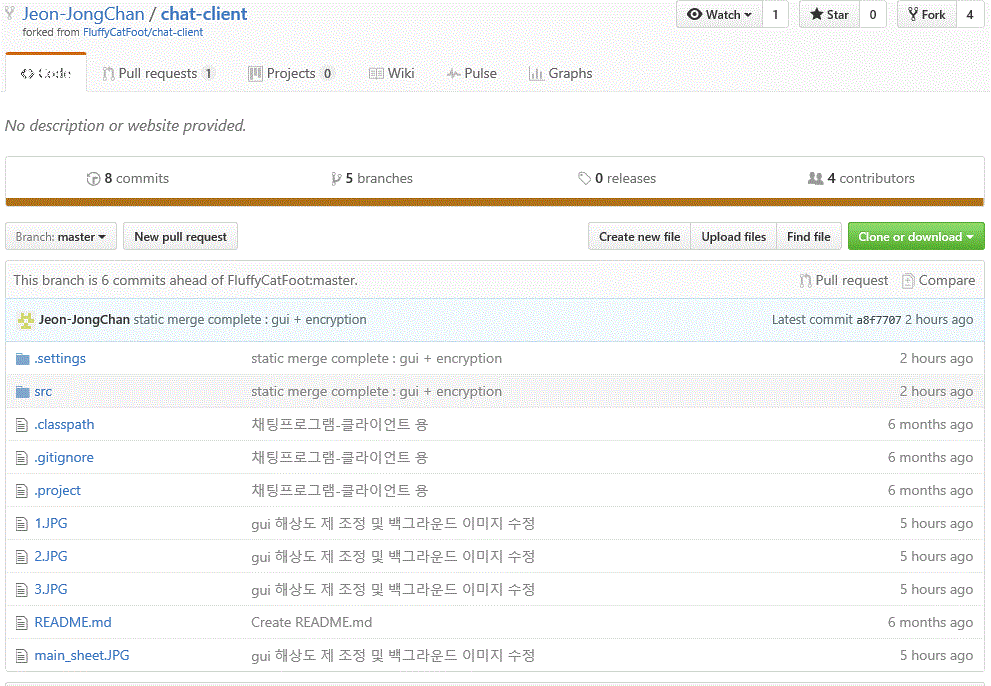 Jeon-JongChan / chat-client
Watch 1 Star 0 Fork 4
forked from FluffyCatFoot/chat-client
Code Pull requests 1 Projects 0 Wiki Pulse Graphs
No description or website provided.
8 commits 5 branches 0 releases 4 contributors
Branch: master New pull request Create new file Upload files Find file Clone or download
This branch is 6 commits ahead of FluffyCatFoot:master. Pull request Compare
Jeon-JongChan static merge complete : gui + encryption Latest commit a8f7707 2 hours ago
.settings static merge complete : gui + encryption 2 hours ago
src static merge complete : gui + encryption 2 hours ago
.classpath 채팅프로그램-클라이언트 용 6 months ago
.gitignore 채팅프로그램-클라이언트 용 6 months ago
.project 채팅프로그램-클라이언트 용 6 months ago
1.JPG gui 해상도 제 조정 및 백그라운드 이미지 수정 5 hours ago
2.JPG gui 해상도 제 조정 및 백그라운드 이미지 수정 5 hours ago
3.JPG gui 해상도 제 조정 및 백그라운드 이미지 수정 5 hours ago
README.md Create README.md 6 months ago
main_sheet.JPG gui 해상도 제 조정 및 백그라운드 이미지 수정 5 hours ago